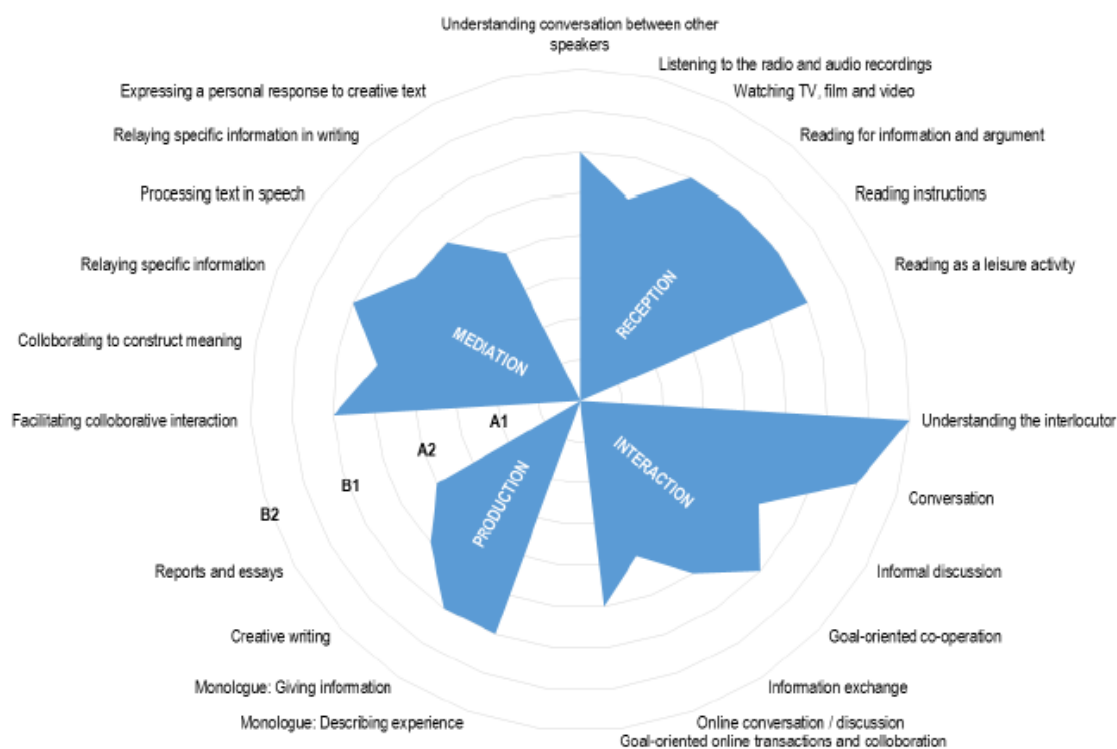 Understanding conversation between other
speakers
Listening to the radio and audio recordings
Watching TV, film and video
Reading for information and argument
Reading instructions
Reading as a leisure activity
Understanding the interlocutor
Conversation
Informal discussion
Goal-oriented co-operation
Information exchange
Online conversation / discussion
Goal-oriented online transactions and colloboration
Monologue: Describing experience
Monologue: Giving information
Creative writing
Reports and essays
Facilitating colloborative interaction
Colloborating to construct meaning
Relaying specific information
Processing text in speech
Relaying specific information in writing
Expressing a personal response to creative text
RECEPTION
INTERACTION
PRODUCTION
MEDIATION
A1
A2
B1
B2